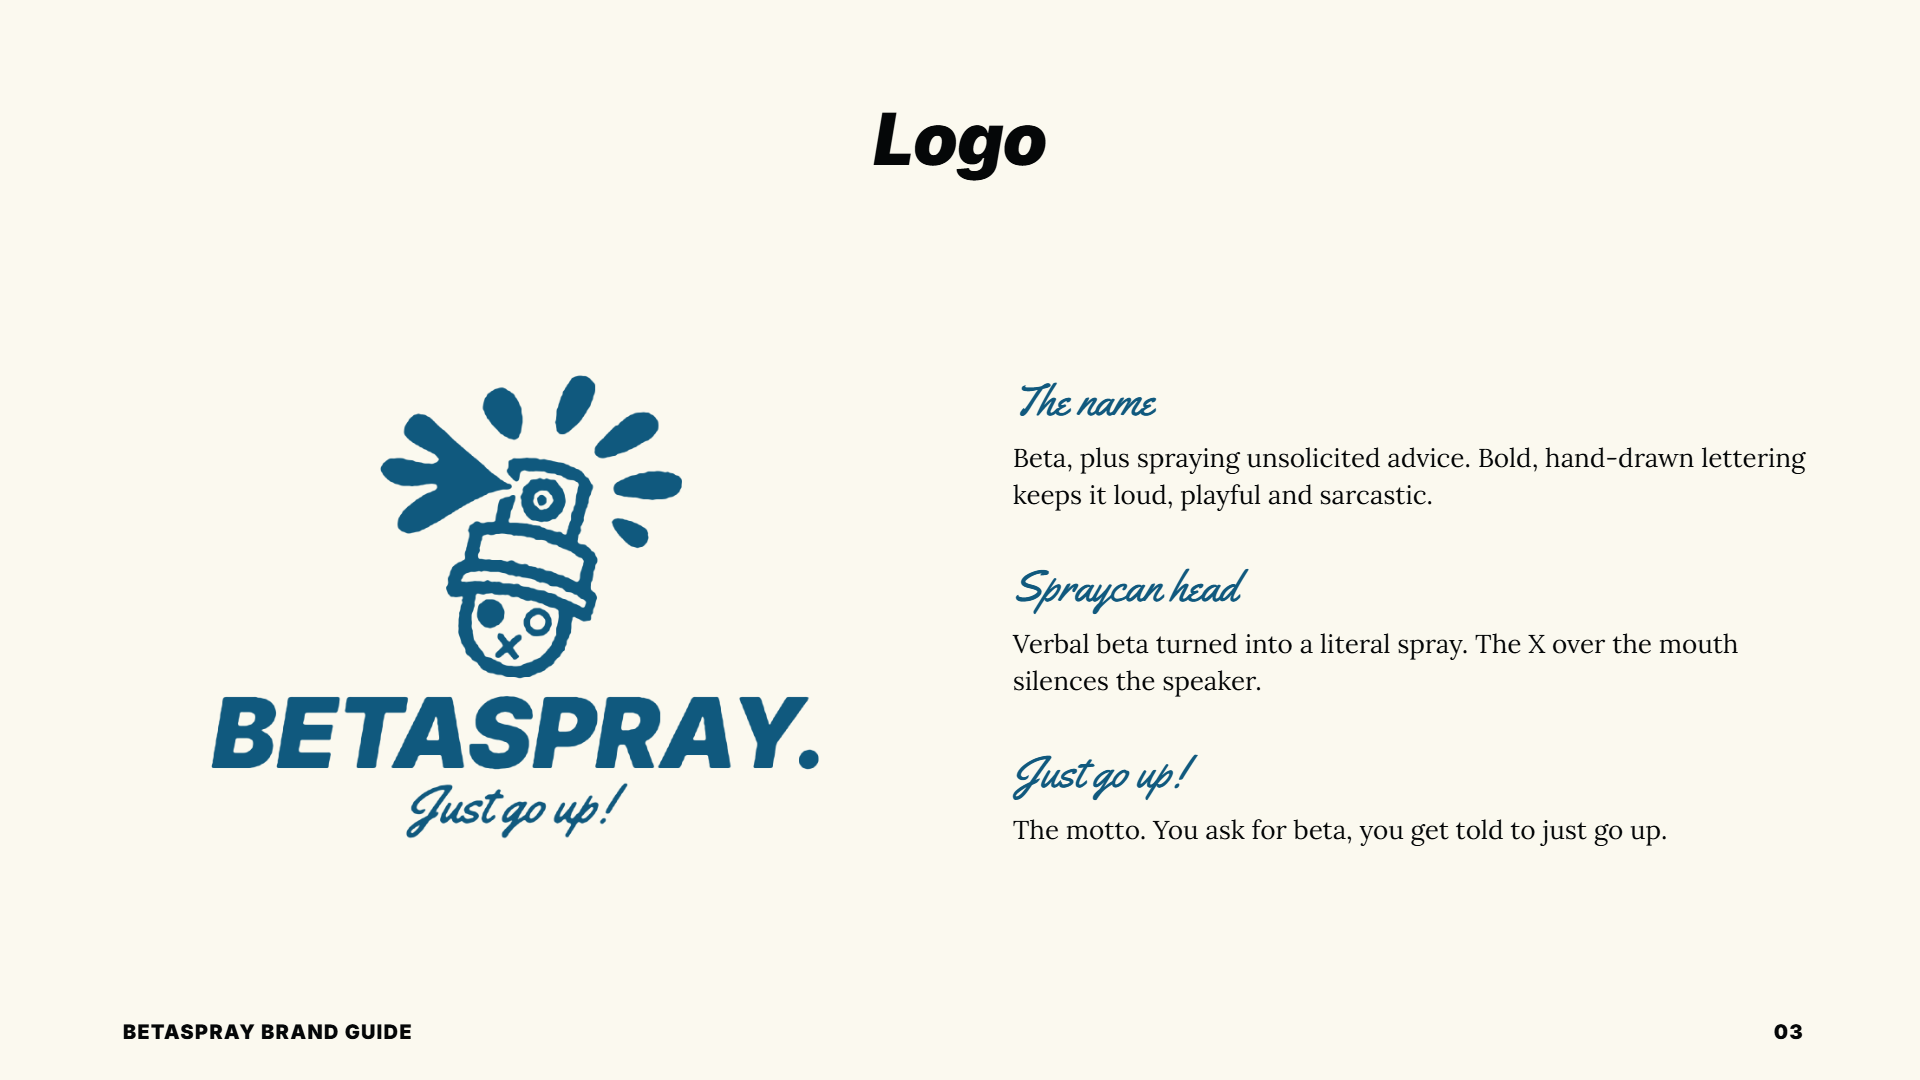 Logo
BETASPRAY.
Just go up!
The name
Beta, plus spraying unsolicited advice. Bold, hand-drawn lettering
keeps it loud, playful and sarcastic.
Spraycan head
Verbal beta turned into a literal spray. The X over the mouth
silences the speaker.
Just go up!
The motto. You ask for beta, you get told to just go up.
BETASPRAY BRAND GUIDE
03